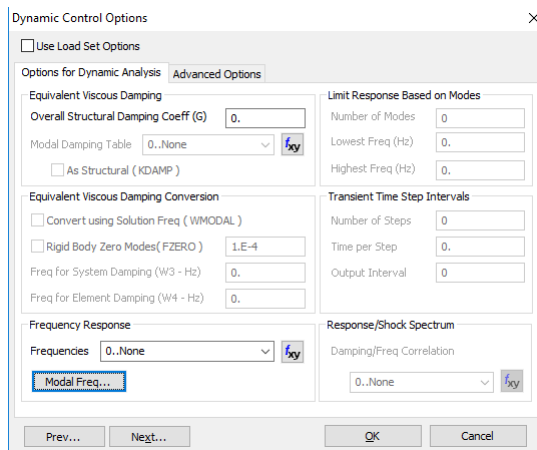 Dynamic Control Options
Use Load Set Options
Options for Dynamic Analysis
Advanced Options
Equivalent Viscous Damping
Overall Structural Damping Coeff (G)
0.
Modal Damping Table
0..None
fxy
As Structural ( KDAMP )
Equivalent Viscous Damping Conversion
Convert using Solution Freq ( WMODAL )
Rigid Body Zero Modes( FZERO )
1.E-4
Freq for System Damping (W3 - Hz)
0.
Freq for Element Damping (W4 - Hz)
0.
Frequency Response
Frequencies
0..None
fxy
Modal Freq...
Limit Response Based on Modes
Number of Modes
0
Lowest Freq (Hz)
0.
Highest Freq (Hz)
0.
Transient Time Step Intervals
Number of Steps
0
Time per Step
0.
Output Interval
0
Response/Shock Spectrum
Damping/Freq Correlation
0..None
fxy
Prev...
Next...
OK
Cancel